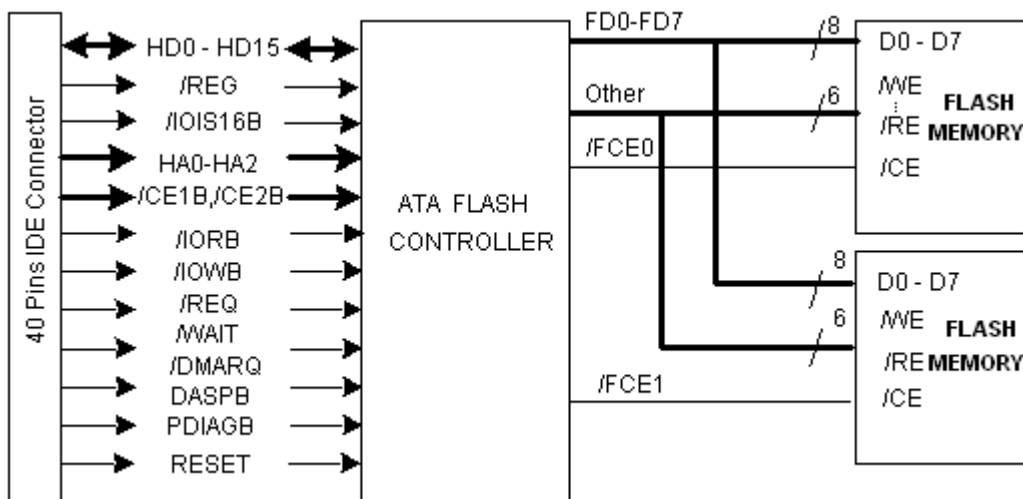 40 Pins IDE Connector
HD0 - HD15
/REG
/IOIS16B
HA0-HA2
/CE1B,/CE2B
/IORB
/IOWB
/REQ
/WAIT
/DMARQ
DASPB
PDIAGB
RESET
ATA FLASH
CONTROLLER
FD0-FD7
Other
/FCE0
/FCE1
8
6
D0 - D7
/WE
/RE
/CE
FLASH
MEMORY
8
6
D0 - D7
/WE
/RE
/CE
FLASH
MEMORY